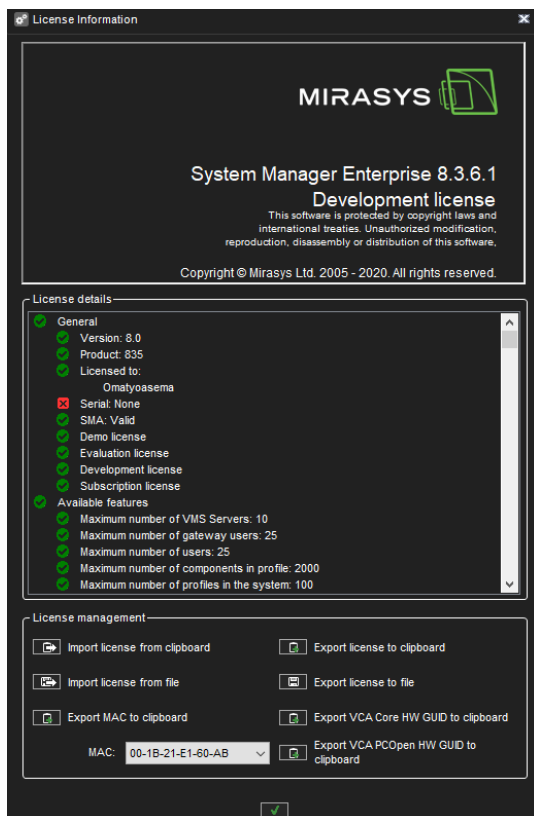 License Information
MIRASYS
System Manager Enterprise 8.3.6.1
Development license
This software is protected by copyright laws and
international treaties. Unauthorized modification,
reproduction, disassembly or distribution of this software,
Copyright © Mirasys Ltd. 2005 - 2020. All rights reserved.
License details
General
Version: 8.0
Product: 835
Licensed to:
Omatyoasema
Serial: None
SMA: Valid
Demo license
Evaluation license
Development license
Subscription license
Available features
Maximum number of VMS Servers: 10
Maximum number of gateway users: 25
Maximum number of users: 25
Maximum number of components in profile: 2000
Maximum number of profiles in the system: 100
License management
Import license from clipboard
Export license to clipboard
Import license from file
Export license to file
Export MAC to clipboard
Export VCA Core HW GUID to clipboard
MAC: 00-1B-21-E1-60-AB
Export VCA PCOpen HW GUID to
clipboard